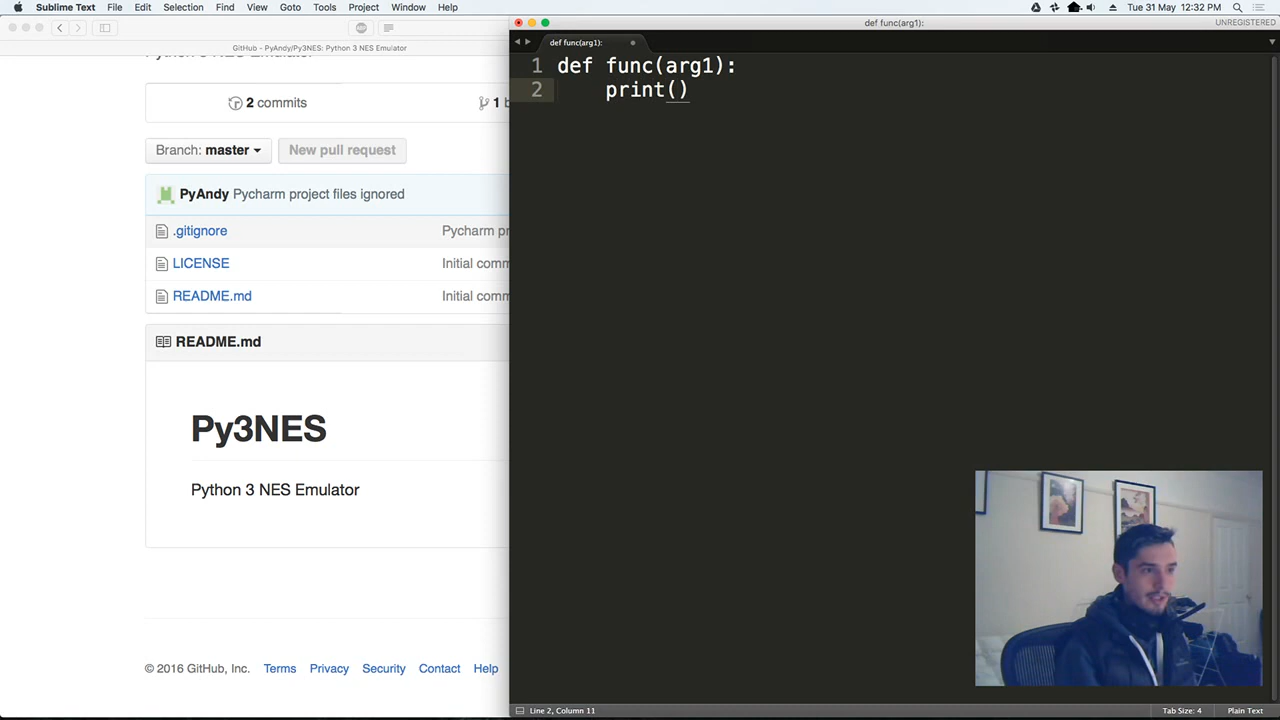 Sublime Text File Edit Selection Find View Goto Tools Project Window Help Tue 31 May 12:32 PM
GitHub - PyAndy/Py3NES: Python 3 NES Emulator
2 commits 1 b
Branch: master New pull request
PyAndy Pycharm project files ignored
.gitignore Pycharm pr
LICENSE Initial comm
README.md Initial comm
README.md
Py3NES
Python 3 NES Emulator
© 2016 GitHub, Inc. Terms Privacy Security Contact Help
def func(arg1): UNREGISTERED
def func(arg1):
1 def func(arg1):
2 print()
Line 2, Column 11 Tab Size: 4 Plain Text